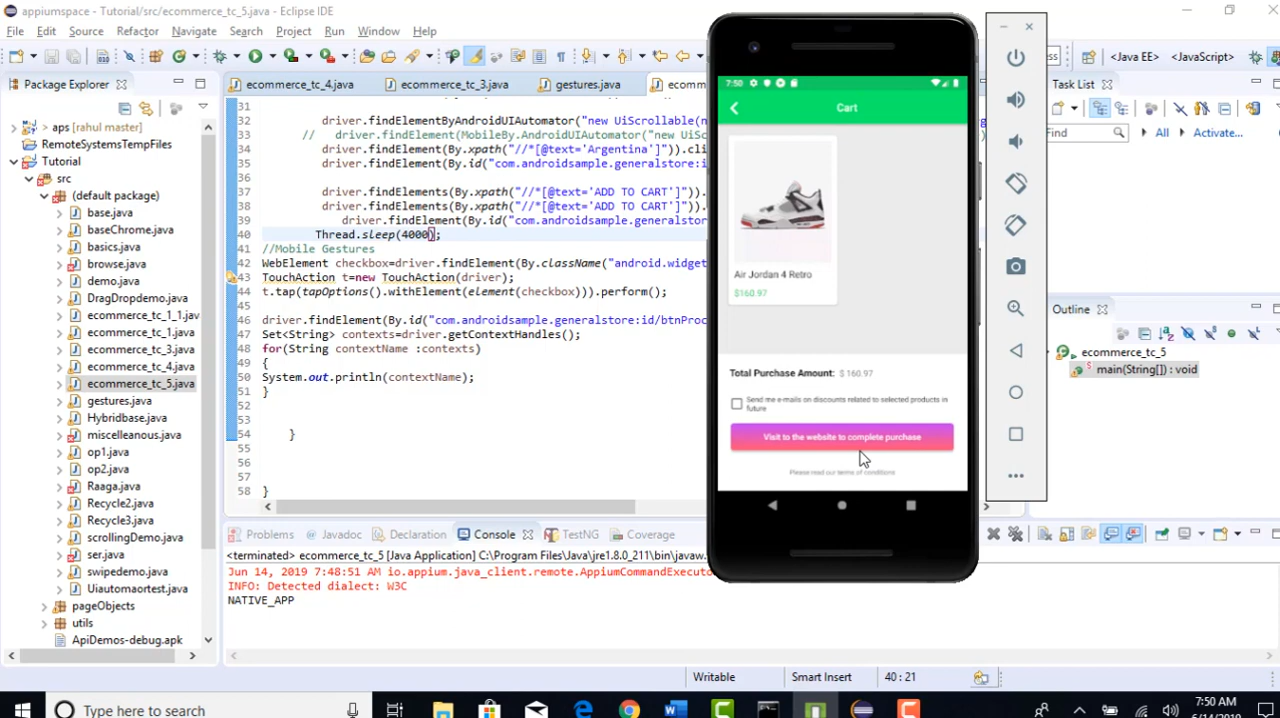 appiumspace - Tutorial/src/ecommerce_tc_5.java - Eclipse IDE
File Edit Source Refactor Navigate Search Project Run Window Help
<Java EE> <JavaScript>
Package Explorer
aps [rahul master]
RemoteSystemsTempFiles
Tutorial
src
(default package)
base.java
baseChrome.java
basics.java
browse.java
demo.java
DragDropdemo.java
ecommerce_tc_1_1.java
ecommerce_tc_1.java
ecommerce_tc_3.java
ecommerce_tc_4.java
ecommerce_tc_5.java
gestures.java
Hybridbase.java
miscelleanous.java
op1.java
op2.java
Raaga.java
Recycle2.java
Recycle3.java
scrollingDemo.java
ser.java
swipedemo.java
Uiautomaortest.java
pageObjects
utils
ApiDemos-debug.apk
ecommerce_tc_4.java ecommerce_tc_3.java gestures.java ecomm
31
32 driver.findElementByAndroidUIAutomator("new UiScrollable(n
33 // driver.findElement(MobileBy.AndroidUIAutomator("new UiSc
34 driver.findElement(By.xpath("//*[@text='Argentina']")).cli
35 driver.findElement(By.id("com.androidsample.generalstore:i
36
37 driver.findElements(By.xpath("//*[@text='ADD TO CART']")).
38 driver.findElements(By.xpath("//*[@text='ADD TO CART']")).
39 driver.findElement(By.id("com.androidsample.generalsto
40 Thread.sleep(4000);
41 //Mobile Gestures
42 WebElement checkbox=driver.findElement(By.className("android.widget
43 TouchAction t=new TouchAction(driver);
44 t.tap(tapOptions().withElement(element(checkbox))).perform();
45
46 driver.findElement(By.id("com.androidsample.generalstore:id/btnProc
47 Set<String> contexts=driver.getContextHandles();
48 for(String contextName :contexts)
49 {
50 System.out.println(contextName);
51 }
52
53
54 }
55
56
57
58 }
Problems Javadoc Declaration Console TestNG Coverage
<terminated> ecommerce_tc_5 [Java Application] C:\Program Files\Java\jre1.8.0_211\bin\javaw.
Jun 14, 2019 7:48:51 AM io.appium.java_client.remote.AppiumCommandExecuto
INFO: Detected dialect: W3C
NATIVE_APP
7:50
Cart
Air Jordan 4 Retro
$160.97
Total Purchase Amount: $ 160.97
Send me e-mails on discounts related to selected products in
future
Visit to the website to complete purchase
Please read our terms of conditions
Task List
Find
All
Activate...
Outline
ecommerce_tc_5
main(String[]) : void
Writable Smart Insert 40 : 21
Type here to search
7:50 AM